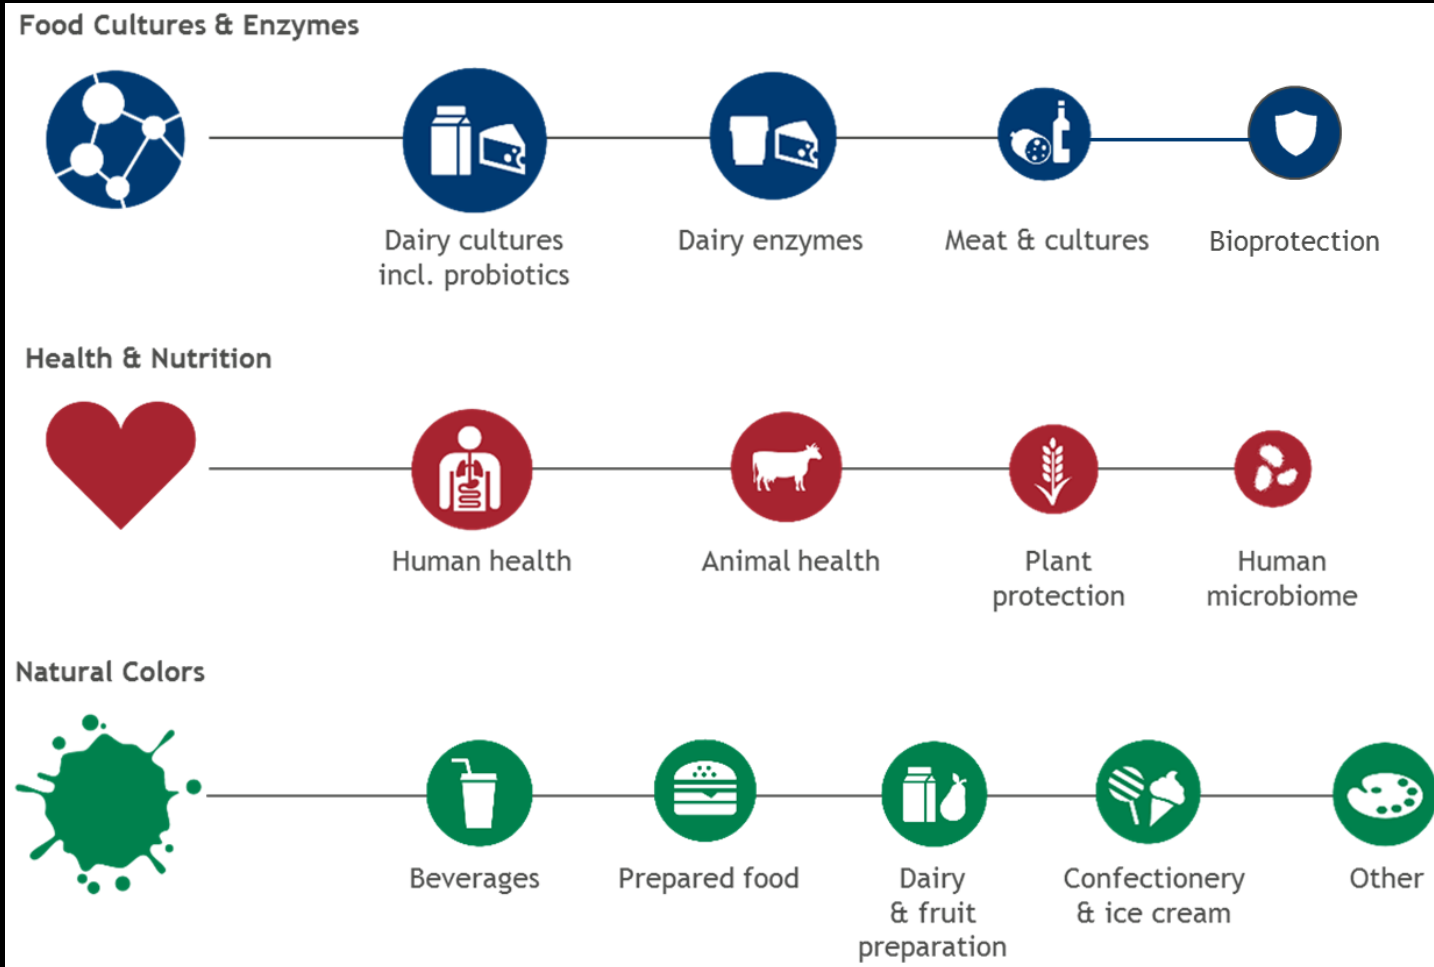 Food Cultures & Enzymes
Dairy cultures
incl. probiotics
Dairy enzymes
Meat & cultures
Bioprotection
Health & Nutrition
Human health
Animal health
Plant
protection
Human
microbiome
Natural Colors
Beverages
Prepared food
Dairy
& fruit
preparation
Confectionery
& ice cream
Other